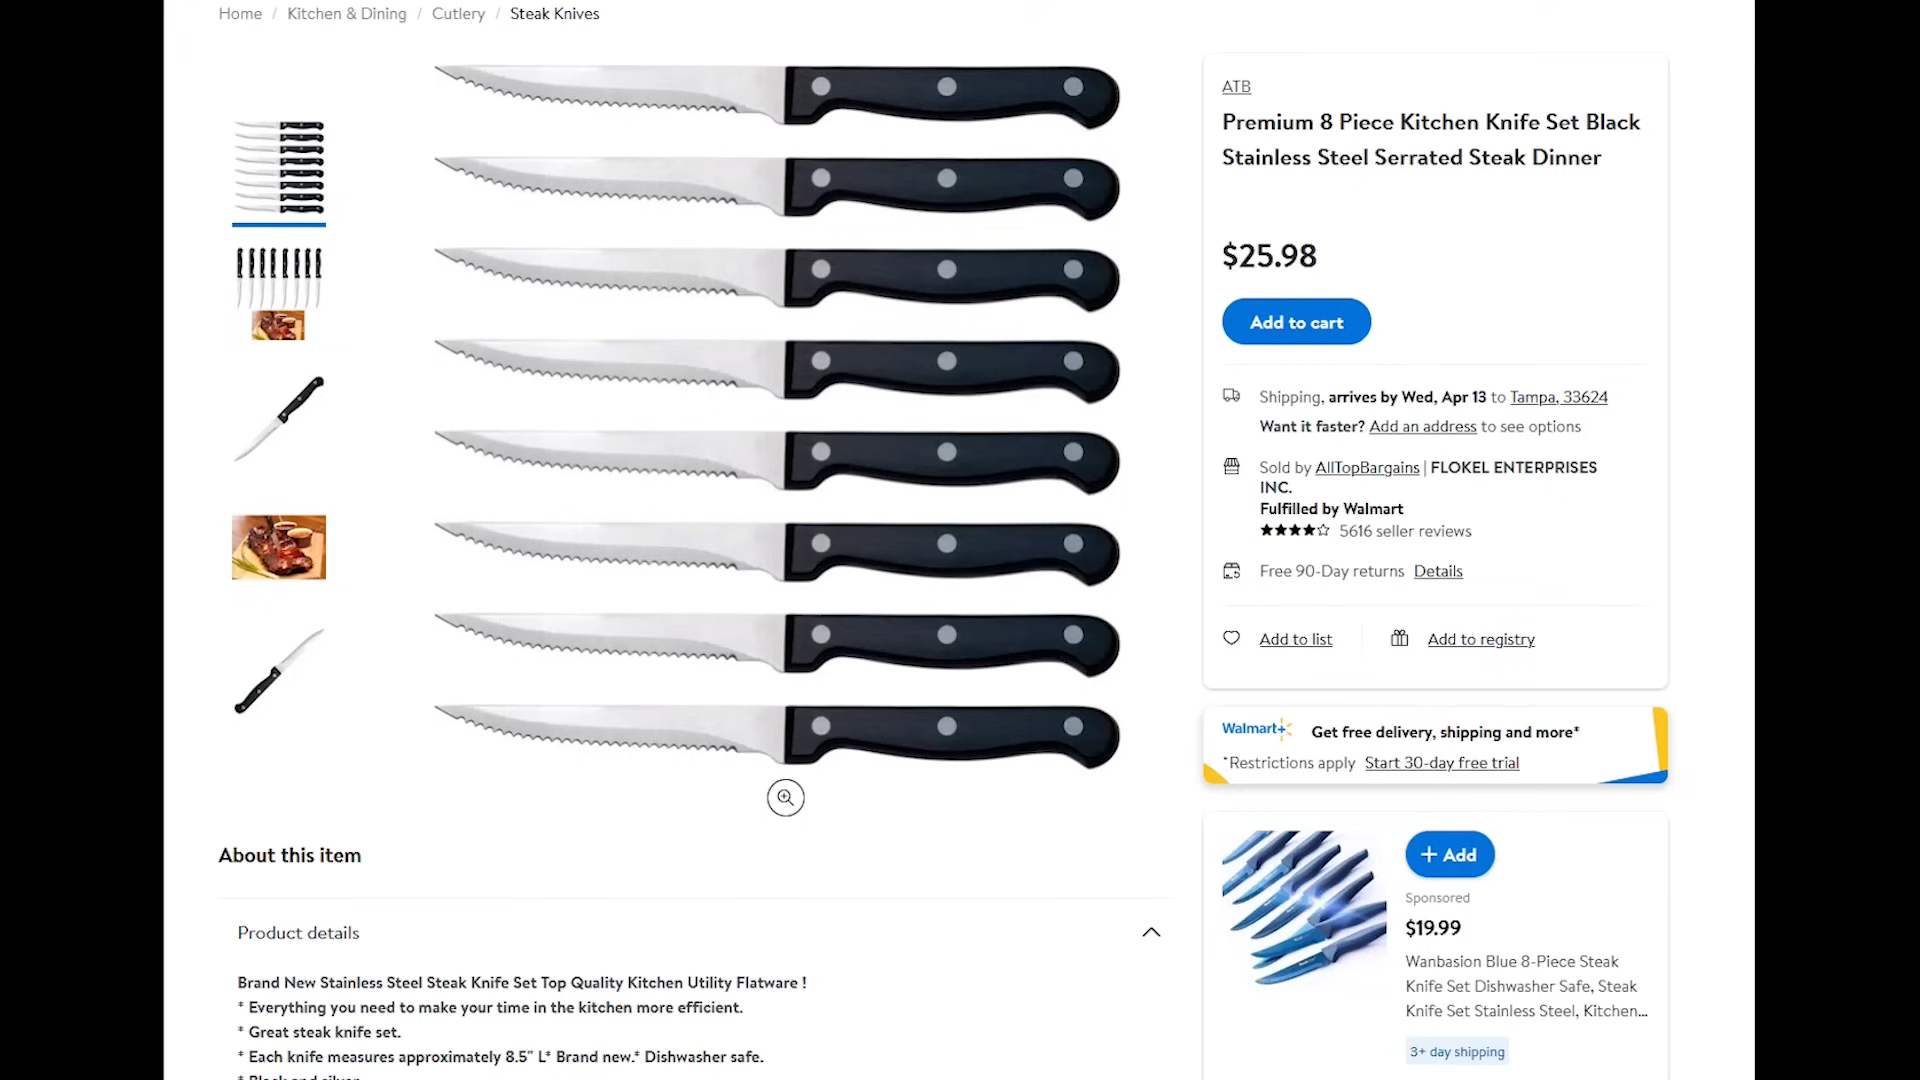 Home / Kitchen & Dining / Cutlery / Steak Knives
ATB
Premium 8 Piece Kitchen Knife Set Black
Stainless Steel Serrated Steak Dinner
$25.98
Add to cart
Shipping, arrives by Wed, Apr 13 to Tampa, 33624
Want it faster? Add an address to see options
Sold by AllTopBargains | FLOKEL ENTERPRISES
INC.
Fulfilled by Walmart
5616 seller reviews
Free 90-Day returns Details
Add to list
Add to registry
Walmart+ Get free delivery, shipping and more*
*Restrictions apply Start 30-day free trial
+ Add
Sponsored
$19.99
Wanbasion Blue 8-Piece Steak
Knife Set Dishwasher Safe, Steak
Knife Set Stainless Steel, Kitchen...
3+ day shipping
About this item
Product details
Brand New Stainless Steel Steak Knife Set Top Quality Kitchen Utility Flatware !
* Everything you need to make your time in the kitchen more efficient.
* Great steak knife set.
* Each knife measures approximately 8.5" L* Brand new.* Dishwasher safe.
* Black and silver